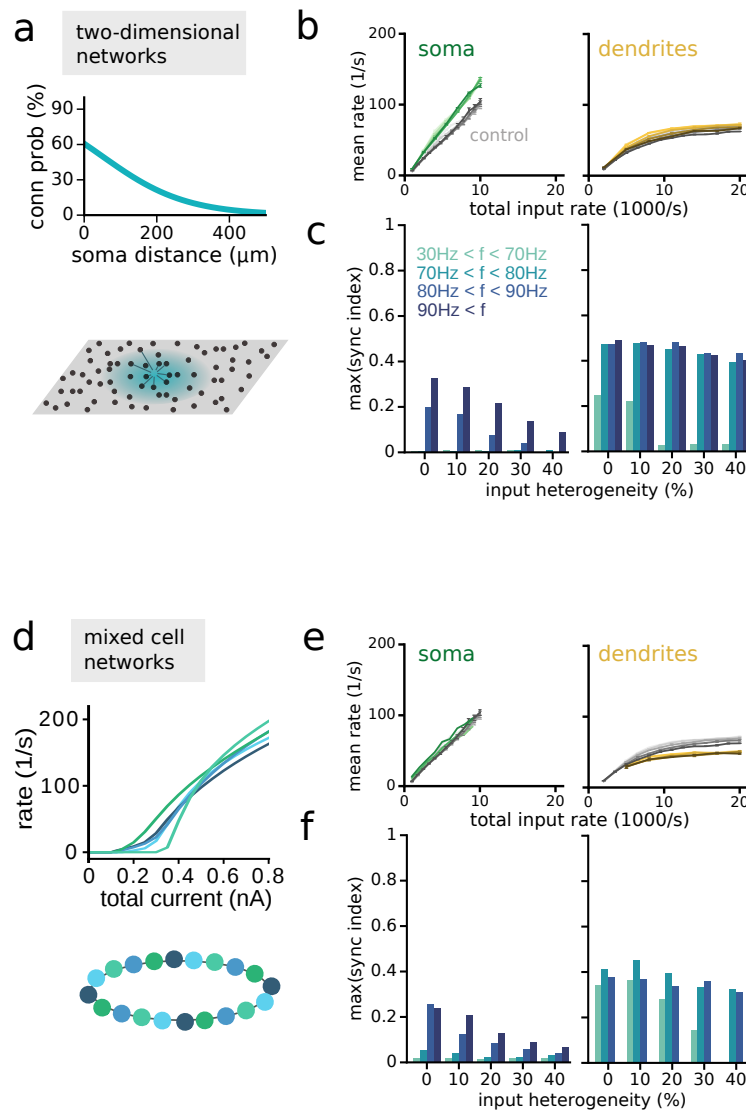 a
two-dimensional
networks
conn prob (%)
90
60
30
0
0 200 400
soma distance (μm)
b
mean rate (1/s)
200
100
0
soma
control
dendrites
0 10 20
0 10 20
total input rate (1000/s)
c
max(sync index)
1
0.8
0.6
0.4
0.2
0
30Hz < f < 70Hz
70Hz < f < 80Hz
80Hz < f < 90Hz
90Hz < f
0 10 20 30 40
0 10 20 30 40
input heterogeneity (%)
d
mixed cell
networks
rate (1/s)
200
100
0
0 0.2 0.4 0.6 0.8
total current (nA)
e
mean rate (1/s)
200
100
0
soma
dendrites
0 10 20
0 10 20
total input rate (1000/s)
f
max(sync index)
1
0.8
0.6
0.4
0.2
0
0 10 20 30 40
0 10 20 30 40
input heterogeneity (%)